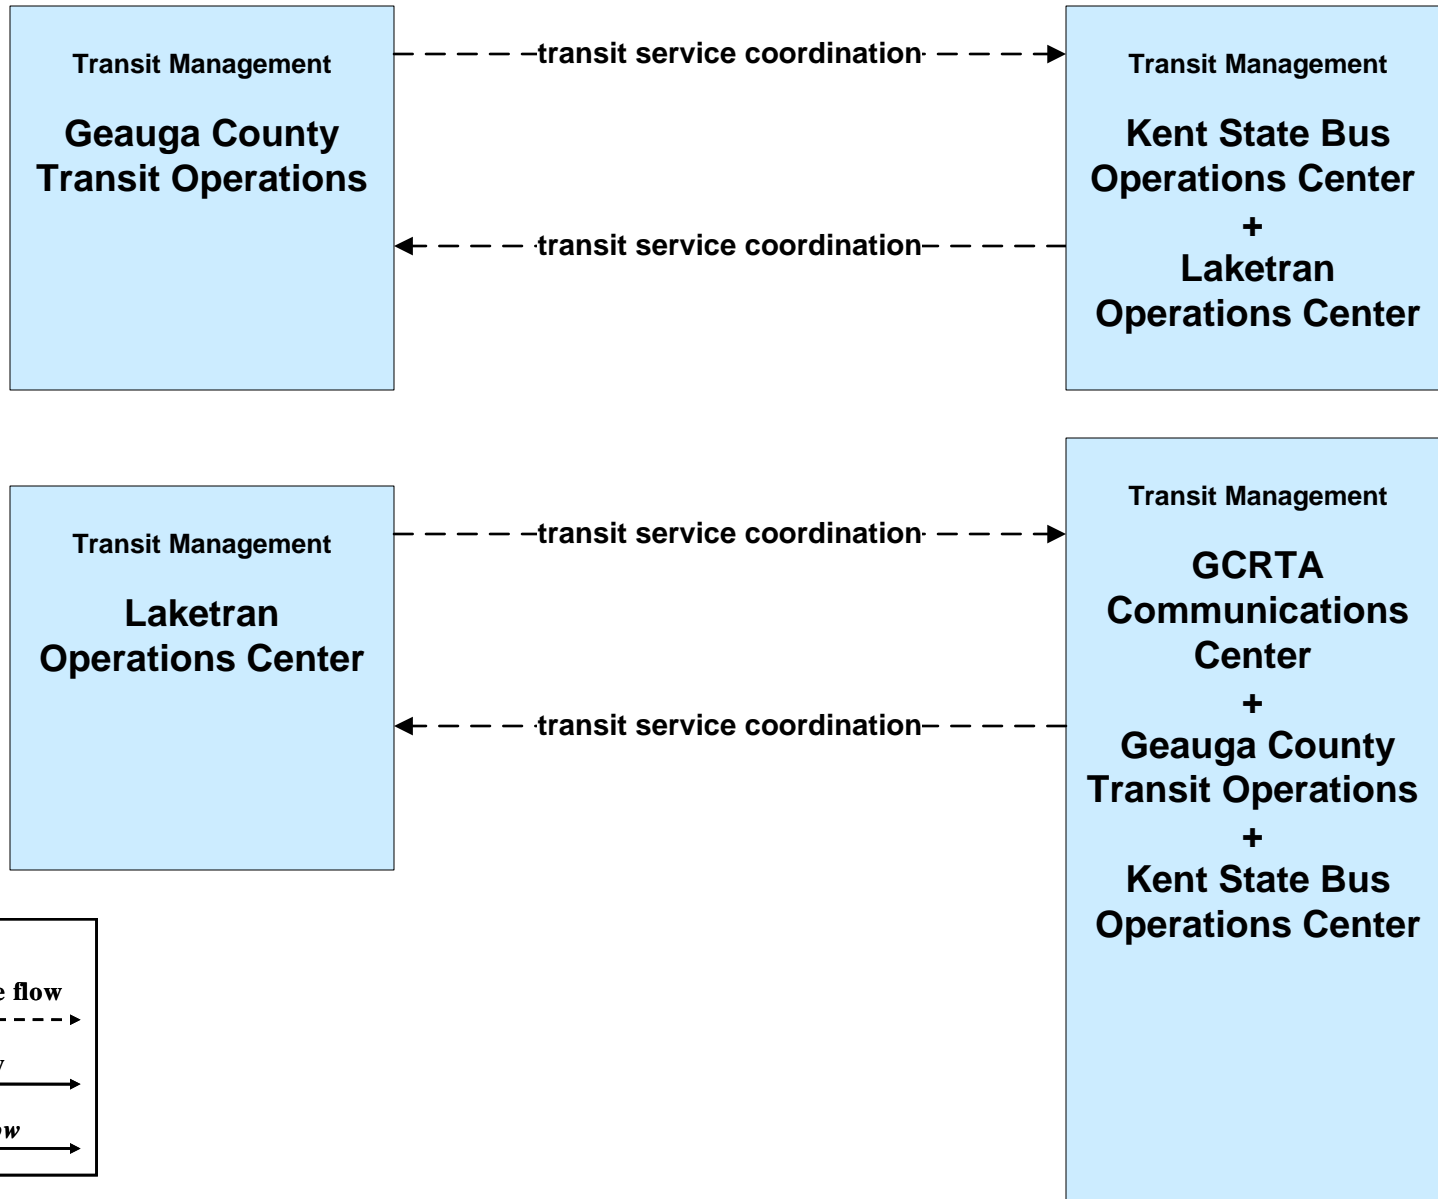 Transit Management
Geauga County
Transit Operations
transit service coordination
transit service coordination
Transit Management
Kent State Bus
Operations Center
+
Laketran
Operations Center
Transit Management
Laketran
Operations Center
transit service coordination
transit service coordination
Transit Management
GCRTA
Communications
Center
+
Geauga County
Transit Operations
+
Kent State Bus
Operations Center
flow